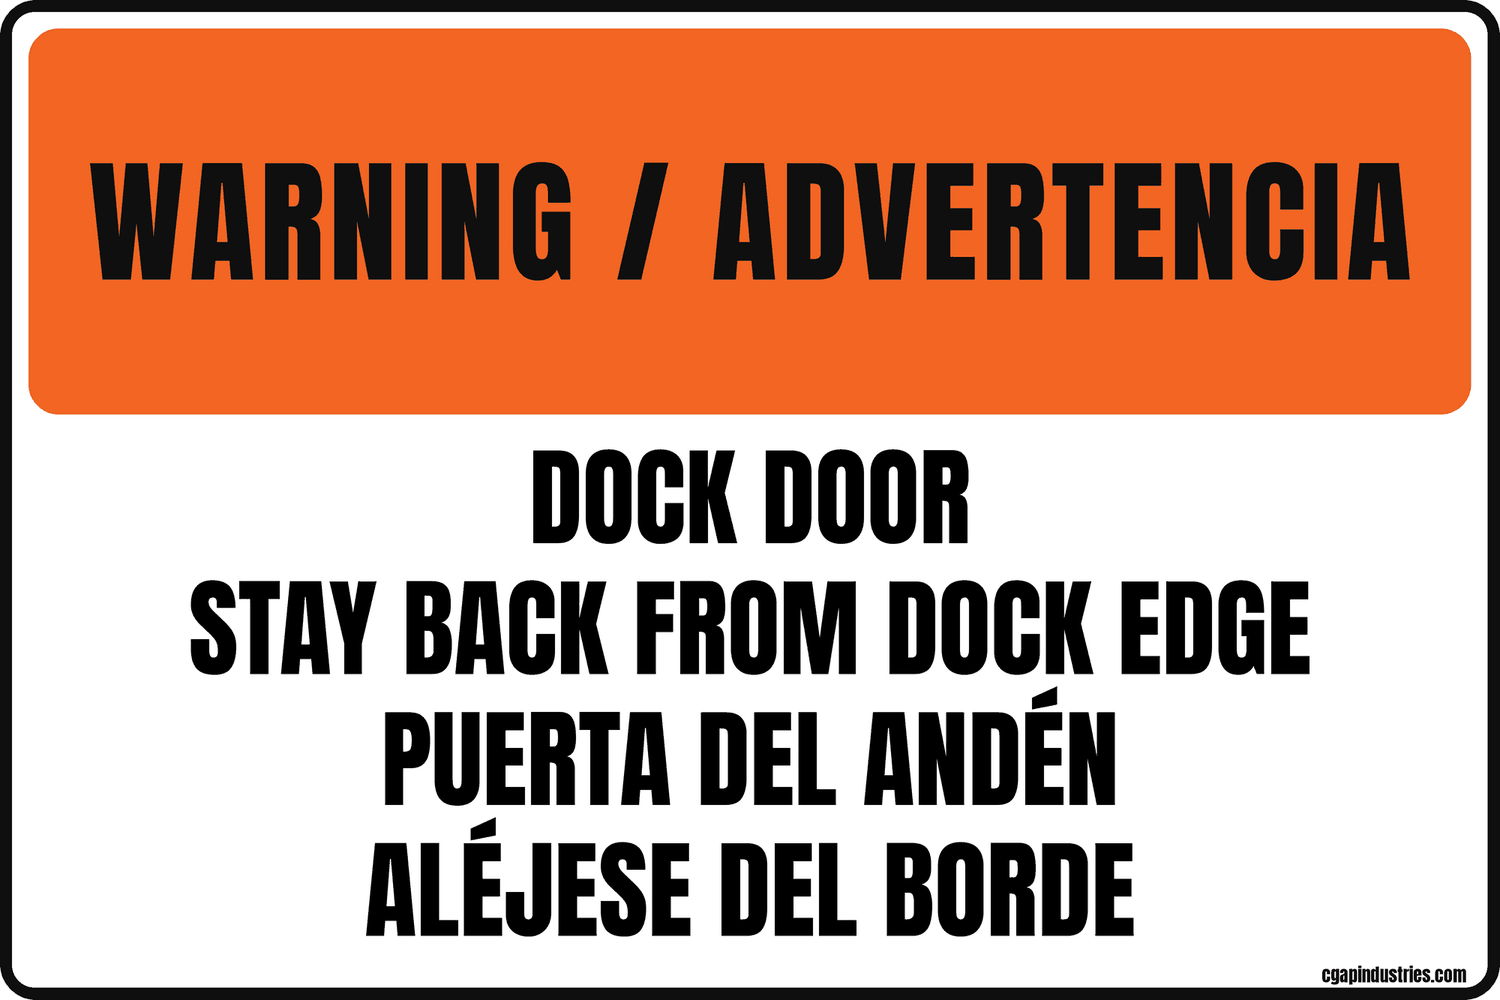 WARNING / ADVERTENCIA
DOCK DOOR
STAY BACK FROM DOCK EDGE
PUERTA DEL ANDÉN
ALÉJESE DEL BORDE
cgapindustries.com